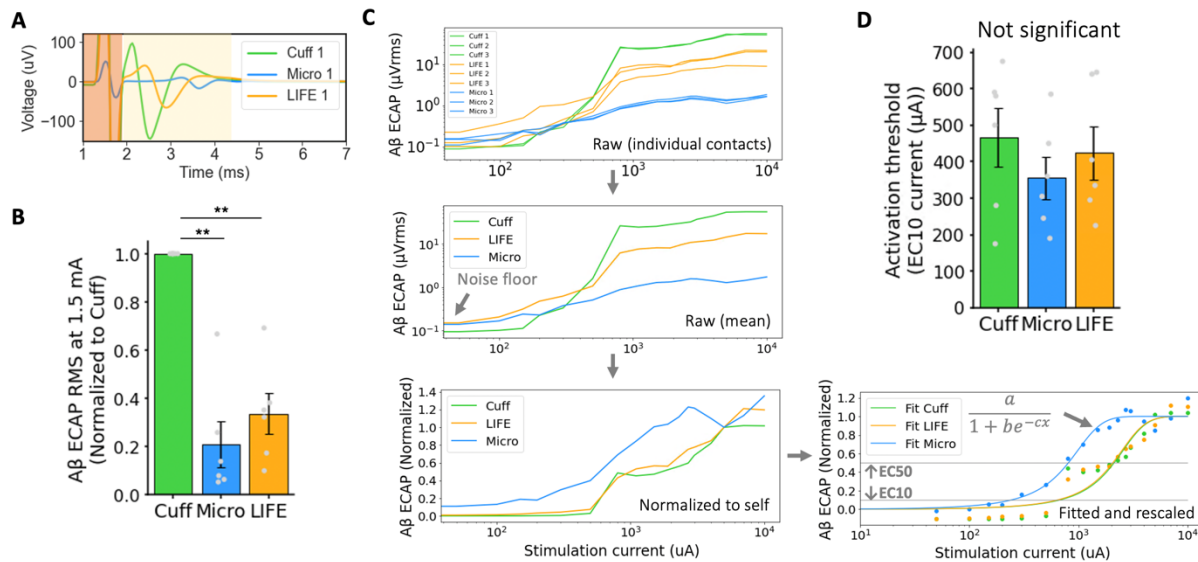 A
Voltage (uV)
100
0
−100
1 2 3 4 5 6 7
Time (ms)
Cuff 1
Micro 1
LIFE 1
B
Aβ ECAP RMS at 1.5 mA
(Normalized to Cuff)
**
**
1.0
0.8
0.6
0.4
0.2
0.0
Cuff Micro LIFE
C
Aβ ECAP (µVrms)
10¹
10⁰
10⁻¹
Cuff 1
Cuff 2
Cuff 3
LIFE 1
LIFE 2
LIFE 3
Micro 1
Micro 2
Micro 3
Raw (individual contacts)
10² 10³ 10⁴
Aβ ECAP (µVrms)
10¹
10⁰
10⁻¹
Cuff
LIFE
Micro
Noise floor
Raw (mean)
10² 10³ 10⁴
Aβ ECAP (Normalized)
1.4
1.2
1.0
0.8
0.6
0.4
0.2
0.0
Cuff
LIFE
Micro
Normalized to self
10² 10³ 10⁴
Stimulation current (uA)
D
Not significant
Activation threshold
(EC10 current (µA))
700
600
500
400
300
200
100
0
Cuff Micro LIFE
Aβ ECAP (Normalized)
1.2
1.0
0.8
0.6
0.4
0.2
0.0
Fit Cuff
Fit LIFE
Fit Micro
a
1 + be⁻ᶜˣ
↑EC50
↓EC10
Fitted and rescaled
10¹ 10² 10³ 10⁴
Stimulation current (uA)